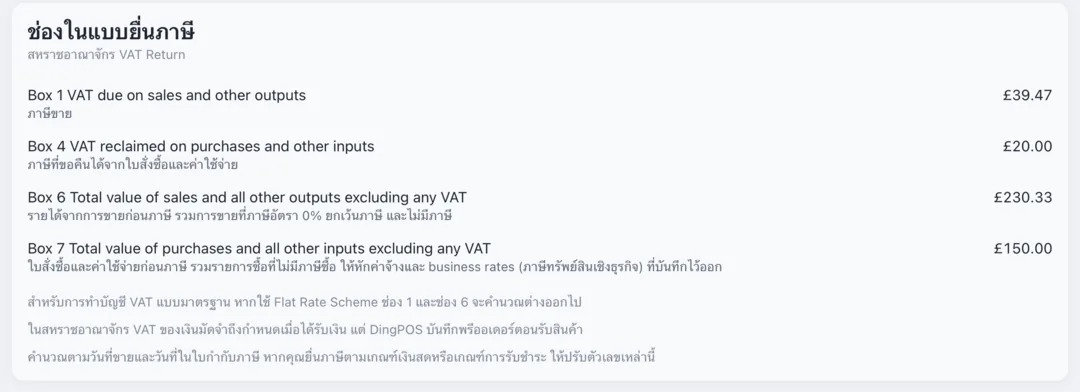 ช่องในแบบยื่นภาษี
สหราชอาณาจักร VAT Return
Box 1 VAT due on sales and other outputs £39.47
ภาษีขาย
Box 4 VAT reclaimed on purchases and other inputs £20.00
ภาษีที่ขอคืนได้จากใบสั่งซื้อและค่าใช้จ่าย
Box 6 Total value of sales and all other outputs excluding any VAT £230.33
รายได้จากการขายก่อนภาษี รวมการขายที่ภาษีอัตรา 0% ยกเว้นภาษี และไม่มีภาษี
Box 7 Total value of purchases and all other inputs excluding any VAT £150.00
ใบสั่งซื้อและค่าใช้จ่ายก่อนภาษี รวมรายการซื้อที่ไม่มีภาษีซื้อ ให้หักค่าจ้างและ business rates (ภาษีทรัพย์สินเชิงธุรกิจ) ที่บันทึกไว้ออก
สำหรับการทำบัญชี VAT แบบมาตรฐาน หากใช้ Flat Rate Scheme ช่อง 1 และช่อง 6 จะคำนวณต่างออกไป
ในสหราชอาณาจักร VAT ของเงินมัดจำถึงกำหนดเมื่อได้รับเงิน แต่ DingPOS บันทึกพรีออเดอร์ตอนรับสินค้า
คำนวณตามวันที่ขายและวันที่ในใบกำกับภาษี หากคุณยื่นภาษีตามเกณฑ์เงินสดหรือเกณฑ์การรับชำระ ให้ปรับตัวเลขเหล่านี้